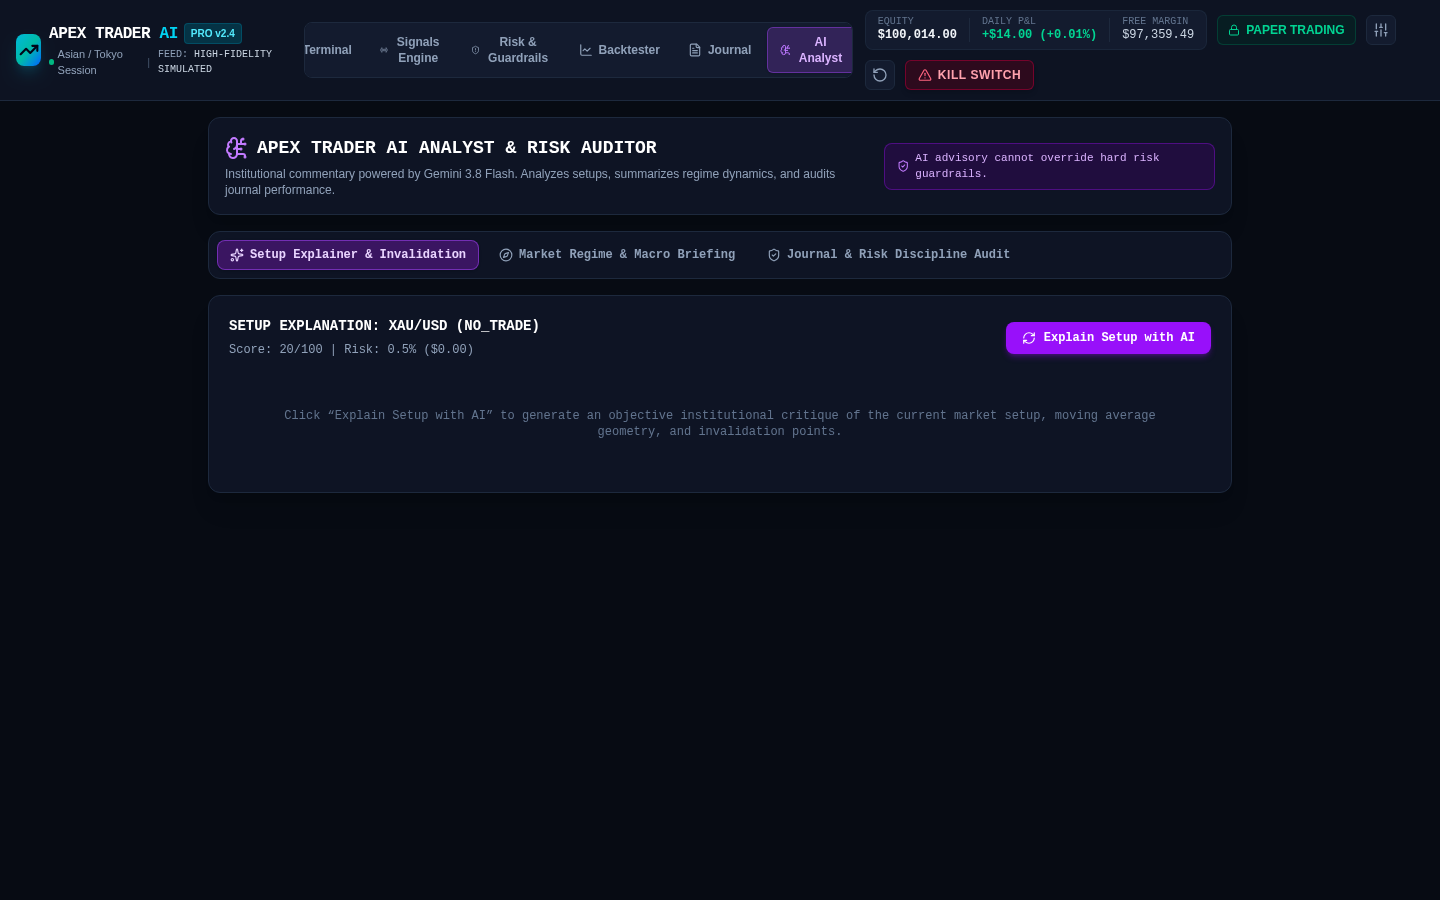 APEX TRADER AI PRO v2.4
Asian / Tokyo
Session
|
FEED: HIGH-FIDELITY
SIMULATED
Terminal
Signals
Engine
Risk &
Guardrails
Backtester
Journal
AI
Analyst
EQUITY
$100,014.00
DAILY P&L
+$14.00 (+0.01%)
FREE MARGIN
$97,359.49
PAPER TRADING
KILL SWITCH
APEX TRADER AI ANALYST & RISK AUDITOR
Institutional commentary powered by Gemini 3.8 Flash. Analyzes setups, summarizes regime dynamics, and audits
journal performance.
AI advisory cannot override hard risk
guardrails.
Setup Explainer & Invalidation
Market Regime & Macro Briefing
Journal & Risk Discipline Audit
SETUP EXPLANATION: XAU/USD (NO_TRADE)
Score: 20/100 | Risk: 0.5% ($0.00)
Explain Setup with AI
Click “Explain Setup with AI” to generate an objective institutional critique of the current market setup, moving average
geometry, and invalidation points.